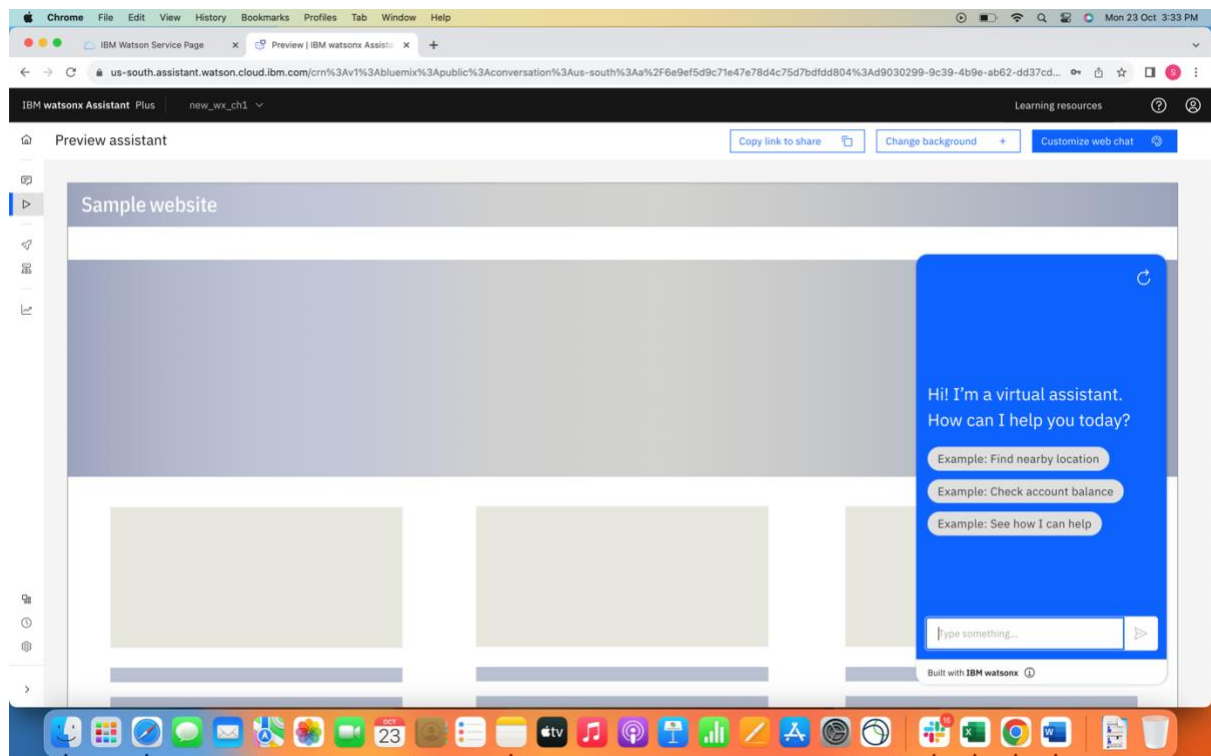 Chrome File Edit View History Bookmarks Profiles Tab Window Help
Mon 23 Oct 3:33 PM
IBM Watson Service Page
Preview | IBM watsonx Assista
us-south.assistant.watson.cloud.ibm.com/crn%3Av1%3Abluemix%3Apublic%3Aconversation%3Aus-south%3Aa%2F6e9ef5d9c71e47e78d4c75d7bdfdd804%3Ad9030299-9c39-4b9e-ab62-dd37cd...
S
IBM watsonx Assistant Plus new_wx_ch1
Learning resources
Preview assistant
Copy link to share
Change background +
Customize web chat
Sample website
Hi! I'm a virtual assistant.
How can I help you today?
Example: Find nearby location
Example: Check account balance
Example: See how I can help
Type something...
Built with IBM watsonx
OCT
23
tv
16